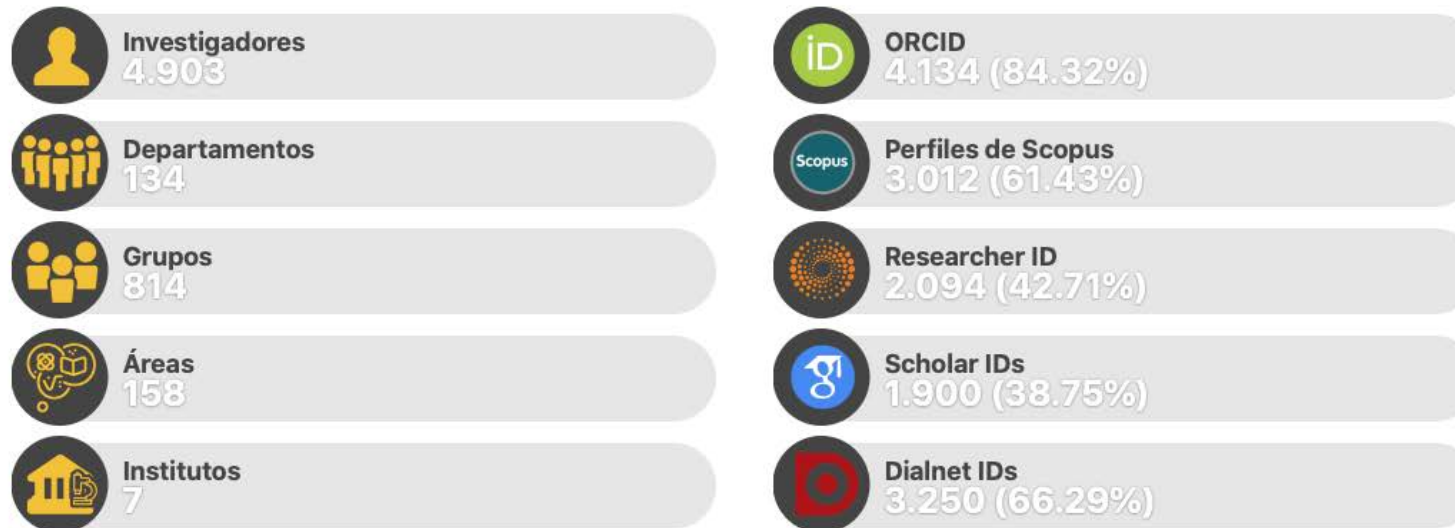 Investigadores
4.903
Departamentos
134
Grupos
814
Áreas
158
Institutos
7
iD
ORCID
4.134 (84.32%)
Scopus
Perfiles de Scopus
3.012 (61.43%)
Researcher ID
2.094 (42.71%)
Scholar IDs
1.900 (38.75%)
Dialnet IDs
3.250 (66.29%)